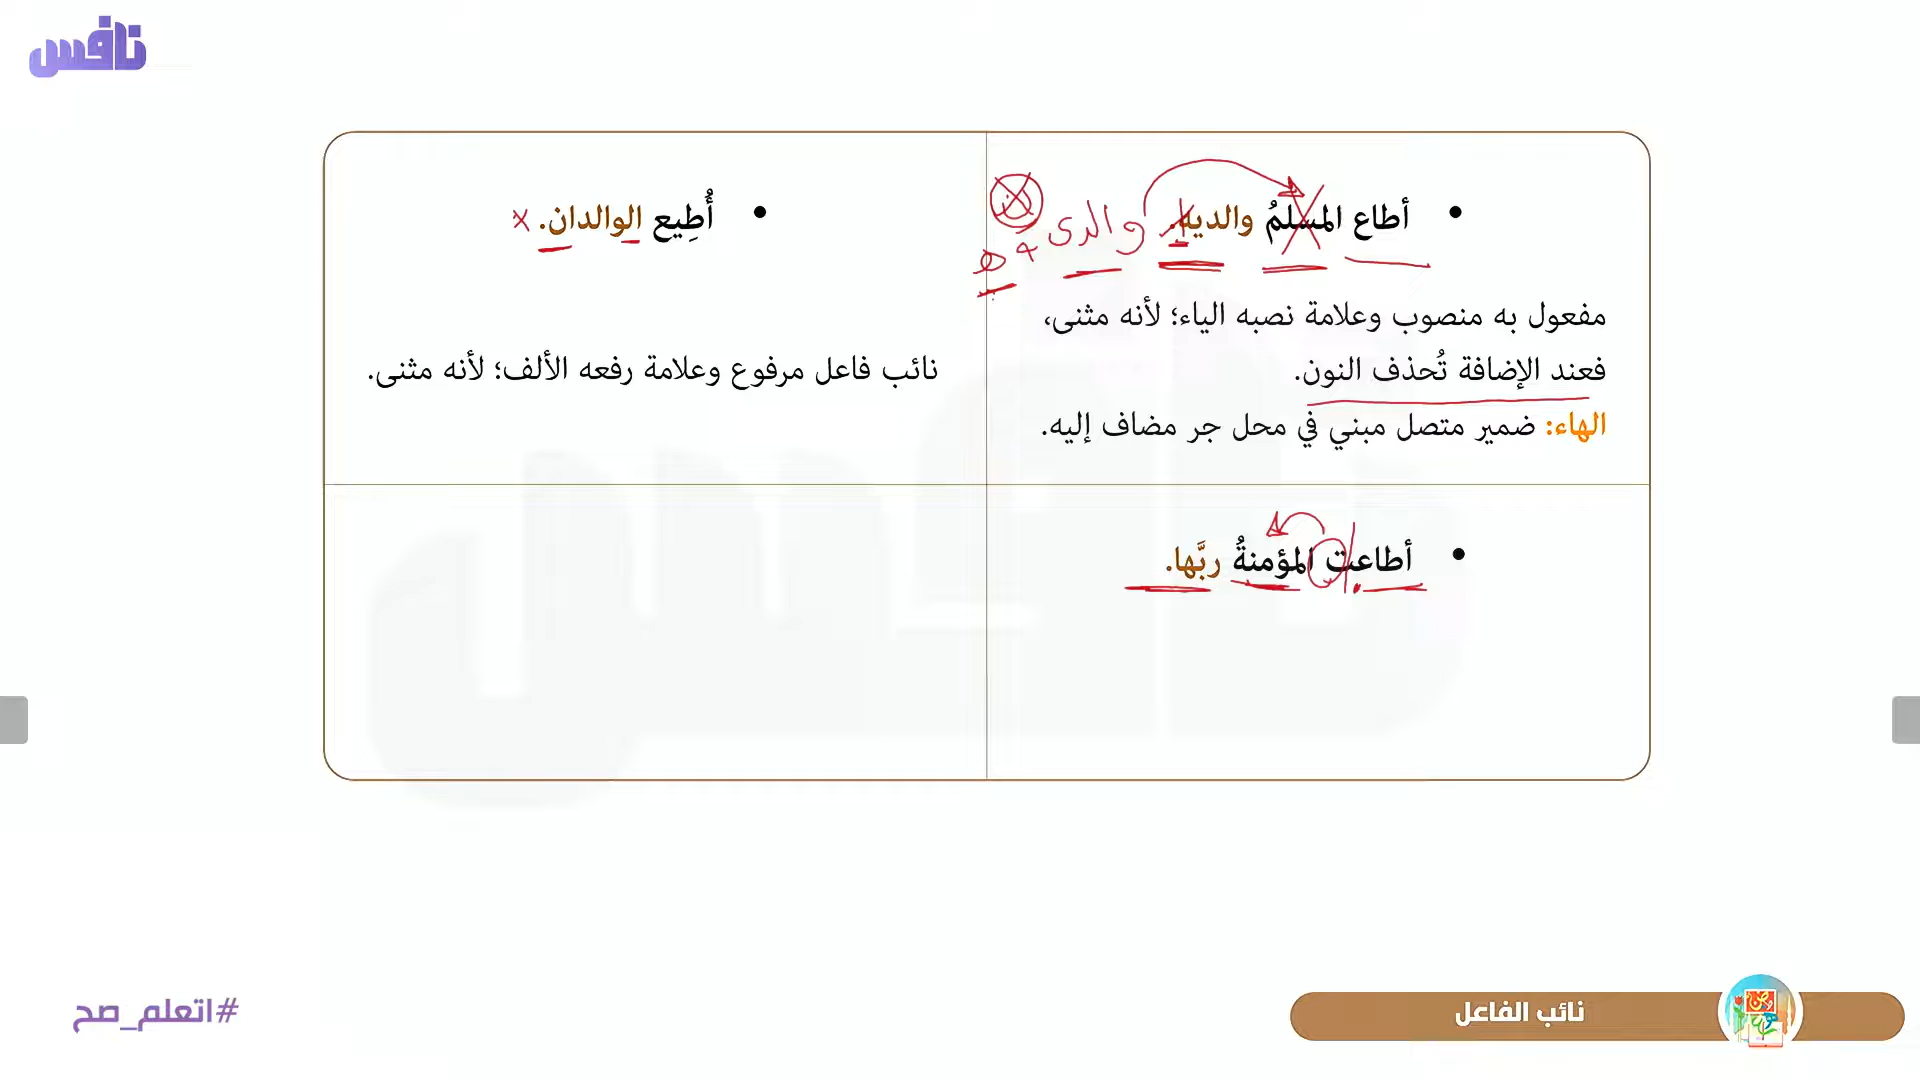 نافس
أطاع المسلمُ والديه.
والدى + هـ
ن
مفعول به منصوب وعلامة نصبه الياء؛ لأنه مثنى،
فعند الإضافة تُحذف النون.
الهاء: ضمير متصل مبني في محل جر مضاف إليه.
أُطِيع الوالدان.
نائب فاعل مرفوع وعلامة رفعه الألف؛ لأنه مثنى.
أطاعت المؤمنةُ ربَّها.
نائب الفاعل
#اتعلم_صح